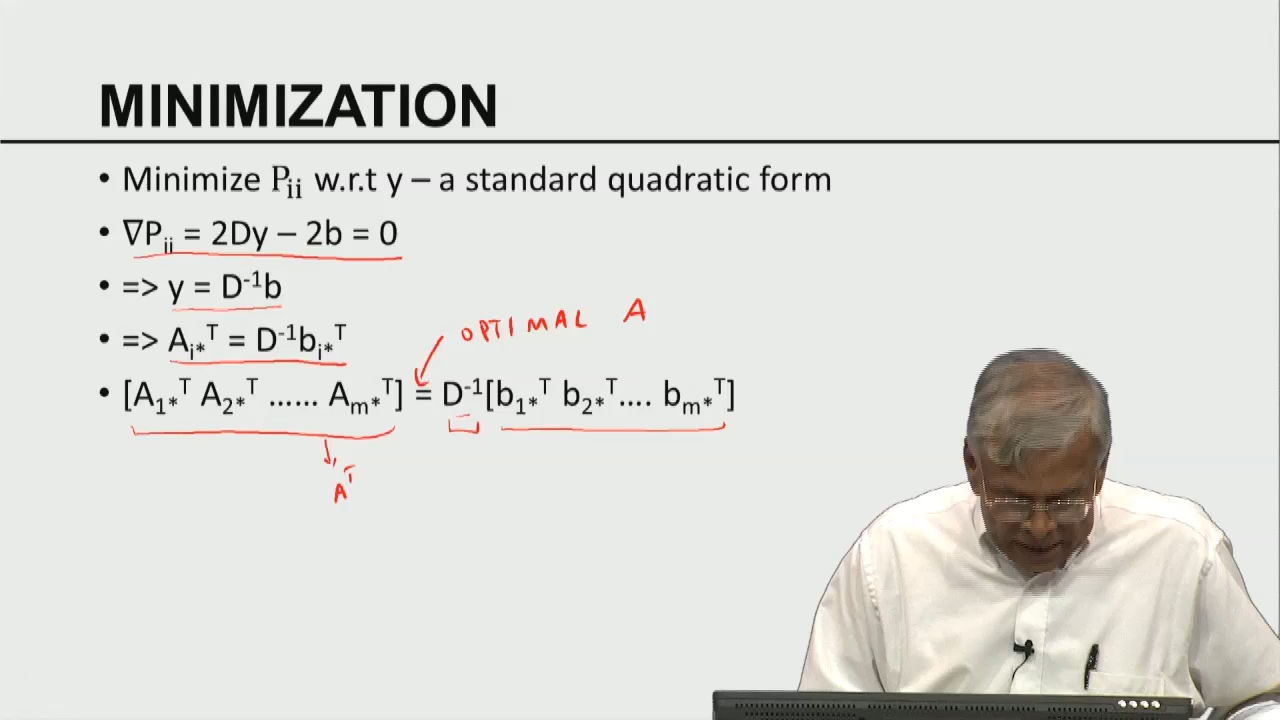 MINIMIZATION
• Minimize Pᵢᵢ w.r.t y – a standard quadratic form
• ∇Pᵢᵢ = 2Dy – 2b = 0
• => y = D⁻¹b
• => Aᵢ*ᵀ = D⁻¹bᵢ*ᵀ
OPTIMAL A
• [A₁*ᵀ A₂*ᵀ …… Aₘ*ᵀ] = D⁻¹[b₁*ᵀ b₂*ᵀ…. bₘ*ᵀ]
Aᵀ